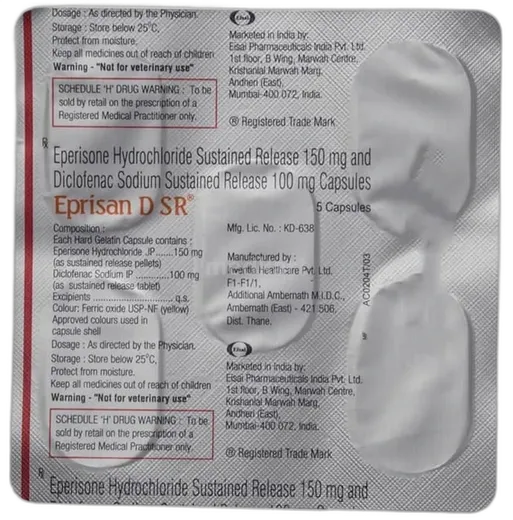 Dosage : As directed by the Physician.
Storage : Store below 25°C,
Protect from moisture.
Keep all medicines out of reach of children
Warning - "Not for veterinary use"
SCHEDULE 'H' DRUG WARNING : To be
sold by retail on the prescription of a
Registered Medical Practitioner only.
Eisai
Marketed in India by:
Eisai Pharmaceuticals India Pvt. Ltd.
1st floor, B Wing, Marwah Centre,
Krishanlal Marwah Marg,
Andheri (East),
Mumbai-400 072, India.
® Registered Trade Mark
Rx
Eperisone Hydrochloride Sustained Release 150 mg and
Diclofenac Sodium Sustained Release 100 mg Capsules
Eprisan D SR®
5 Capsules
Composition :
Each Hard Gelatin Capsule contains :
Eperisone Hydrochloride JP......150 mg
(as sustained release pellets)
Diclofenac Sodium IP ............100 mg
(as sustained release tablet)
Excipients ........................ q.s.
Colour: Ferric oxide USP-NF (yellow)
Approved colours used in
capsule shell
Dosage : As directed by the Physician.
Storage : Store below 25°C,
Protect from moisture.
Keep all medicines out of reach of children
Warning - "Not for veterinary use"
SCHEDULE 'H' DRUG WARNING : To be
sold by retail on the prescription of a
Registered Medical Practitioner only.
Mfg. Lic. No. : KD-638
Manufactured by :
Inventia Healthcare Pvt. Ltd.
F1-F1/1,
Additional Ambernath M.I.D.C.,
Ambernath (East) - 421 506,
Dist. Thane.
AC0204T/03
Eisai
Marketed in India by:
Eisai Pharmaceuticals India Pvt. Ltd.
1st floor, B Wing, Marwah Centre,
Krishanlal Marwah Marg,
Andheri (East),
Mumbai-400 072, India.
® Registered Trade Mark
Rx
Eperisone Hydrochloride Sustained Release 150 mg and